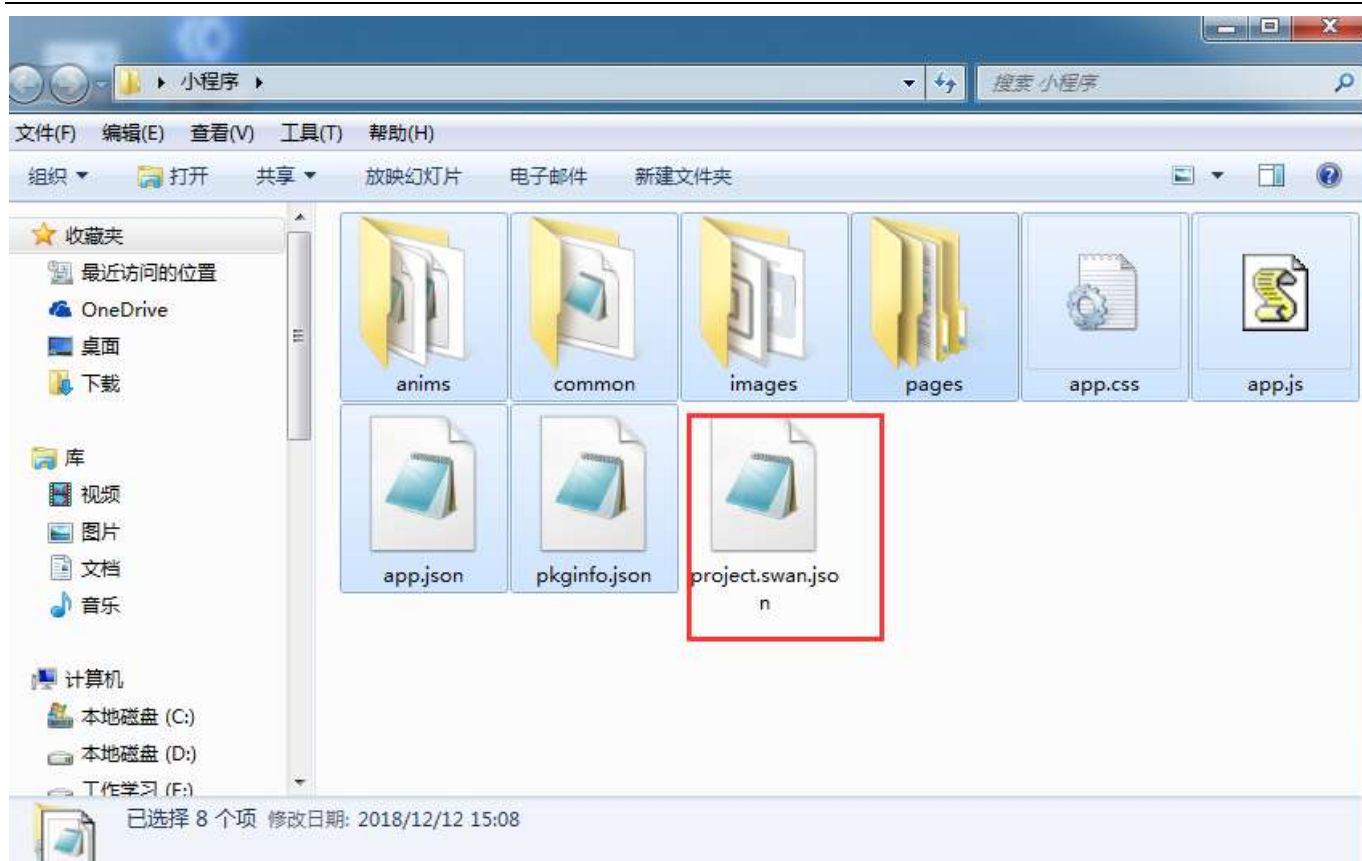 小程序
搜索 小程序
文件(F) 编辑(E) 查看(V) 工具(T) 帮助(H)
组织 打开 共享 放映幻灯片 电子邮件 新建文件夹
收藏夹
最近访问的位置
OneDrive
桌面
下载
库
视频
图片
文档
音乐
计算机
本地磁盘 (C:)
本地磁盘 (D:)
工作学习 (E:)
anims common images pages app.css app.js
app.json pkginfo.json project.swan.jso
n
已选择 8 个项 修改日期: 2018/12/12 15:08